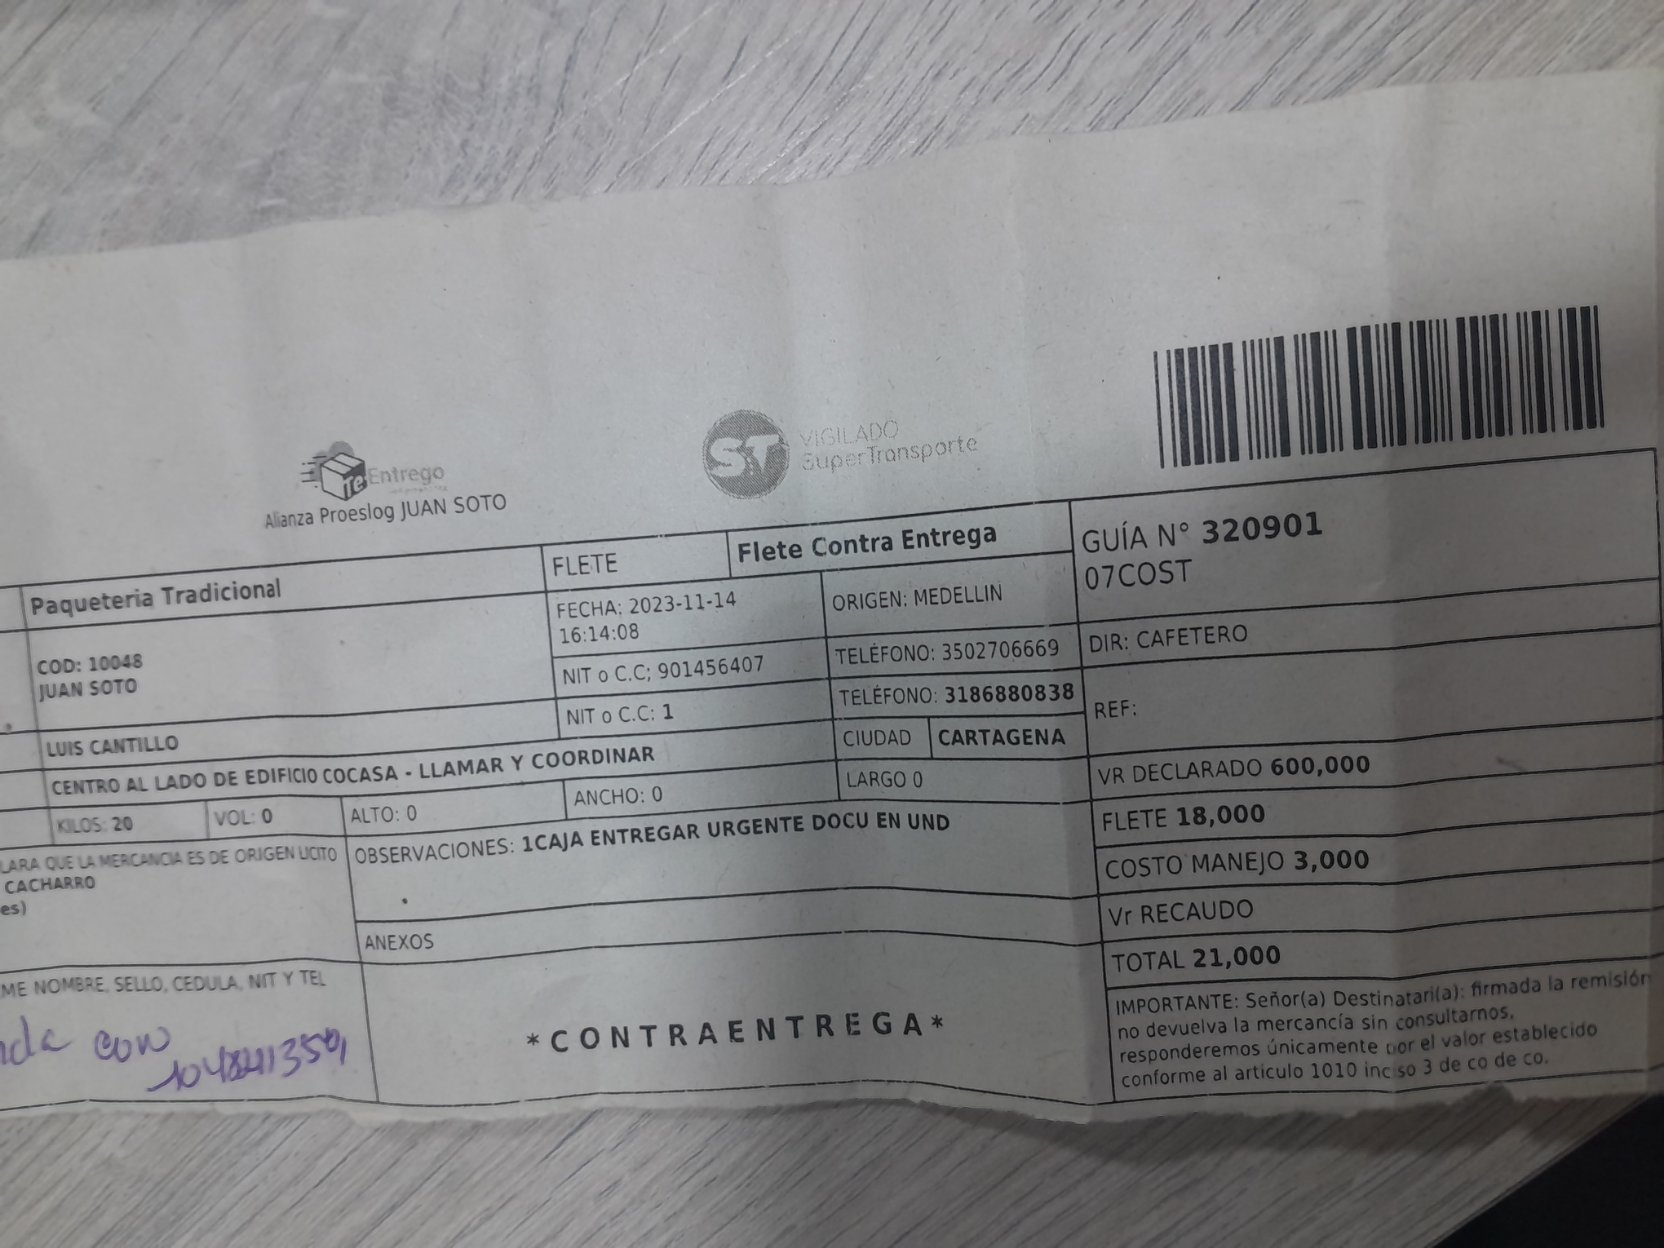 TE Entrego
Alianza Proeslog JUAN SOTO
ST VIGILADO
SuperTransporte
Paqueteria Tradicional
FLETE
Flete Contra Entrega
GUÍA N° 320901
07COST
COD: 10048
JUAN SOTO
FECHA: 2023-11-14
16:14:08
ORIGEN: MEDELLIN
DIR: CAFETERO
NIT o C.C; 901456407
TELÉFONO: 3502706669
LUIS CANTILLO
NIT o C.C: 1
TELÉFONO: 3186880838
REF:
CENTRO AL LADO DE EDIFICIO COCASA - LLAMAR Y COORDINAR
CIUDAD
CARTAGENA
VR DECLARADO 600,000
KILOS: 20
VOL: 0
ALTO: 0
ANCHO: 0
LARGO 0
FLETE 18,000
LARA QUE LA MERCANCIA ES DE ORIGEN LICITO
CACHARRO
es)
OBSERVACIONES: 1CAJA ENTREGAR URGENTE DOCU EN UND
COSTO MANEJO 3,000
Vr RECAUDO
ANEXOS
TOTAL 21,000
ME NOMBRE, SELLO, CEDULA, NIT Y TEL
con
*CONTRAENTREGA*
IMPORTANTE: Señor(a) Destinatari(a): firmada la remisión
no devuelva la mercancía sin consultarnos,
responderemos únicamente por el valor establecido
conforme al articulo 1010 inciso 3 de co de co.